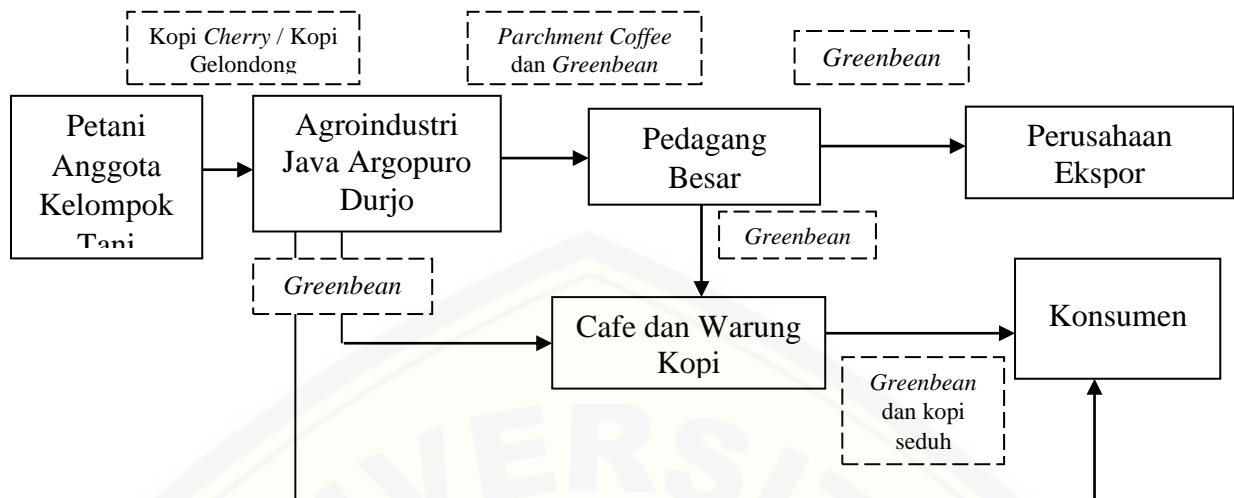 Kopi Cherry / Kopi
Gelondong
Parchment Coffee
dan Greenbean
Greenbean
Petani
Anggota
Kelompok
Tani
Agroindustri
Java Argopuro
Durjo
Pedagang
Besar
Perusahaan
Ekspor
Greenbean
Greenbean
Cafe dan Warung
Kopi
Konsumen
Greenbean
dan kopi
seduh